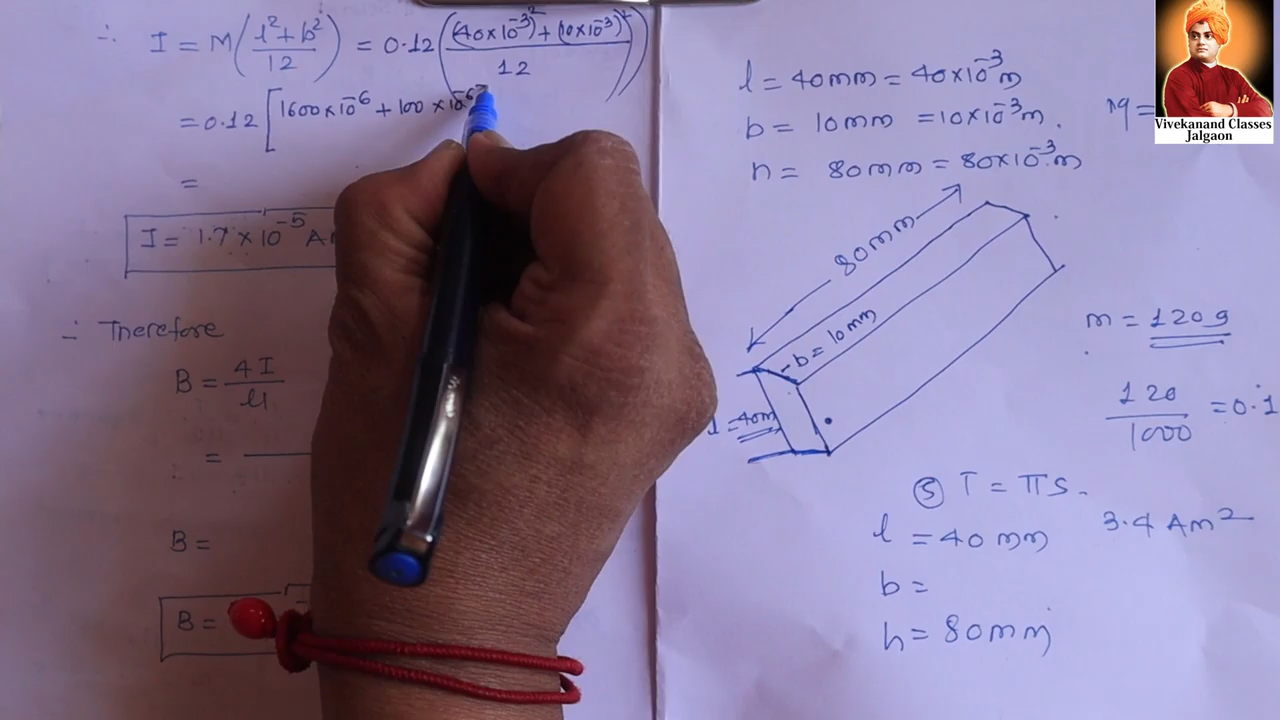 ∴ I = M(l²+b²/12) = 0.12((40×10⁻³)²+(10×10⁻³)²/12)
= 0.12[1600×10⁻⁶ + 100 ×10⁻⁶
=
I = 1.7×10⁻⁵ A
∴ Therefore
B = 4I/μ
=
B =
B =
l = 40mm = 40×10⁻³m
b = 10mm = 10×10⁻³m.
h = 80mm = 80×10⁻³m
80mm
b = 10mm
l = 40m
m = 120g
120/1000 = 0.1
⑤ T = πs.
l = 40mm 3.4 Am²
b =
h = 80mm
Vivekanand Classes
Jalgaon